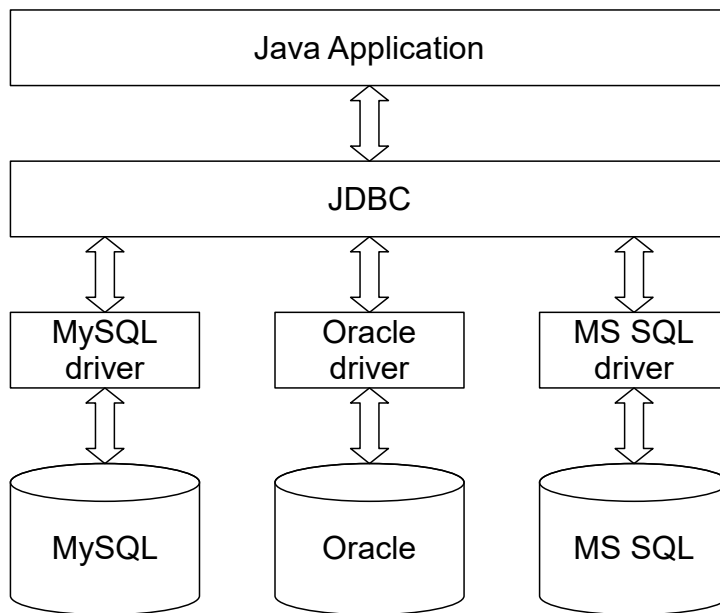 Java Application
JDBC
MySQL
driver
Oracle
driver
MS SQL
driver
MySQL
Oracle
MS SQL